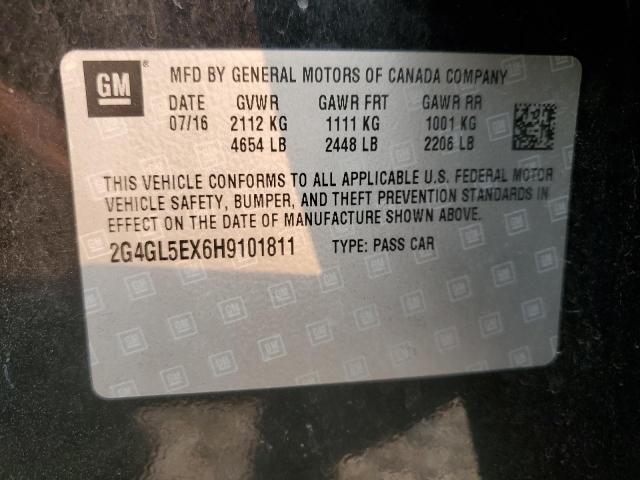 GM ® MFD BY GENERAL MOTORS OF CANADA COMPANY
DATE GVWR GAWR FRT GAWR RR
07/16 2112 KG 1111 KG 1001 KG
4654 LB 2448 LB 2206 LB
THIS VEHICLE CONFORMS TO ALL APPLICABLE U.S. FEDERAL MOTOR
VEHICLE SAFETY, BUMPER, AND THEFT PREVENTION STANDARDS IN
EFFECT ON THE DATE OF MANUFACTURE SHOWN ABOVE.
2G4GL5EX6H9101811 TYPE: PASS CAR